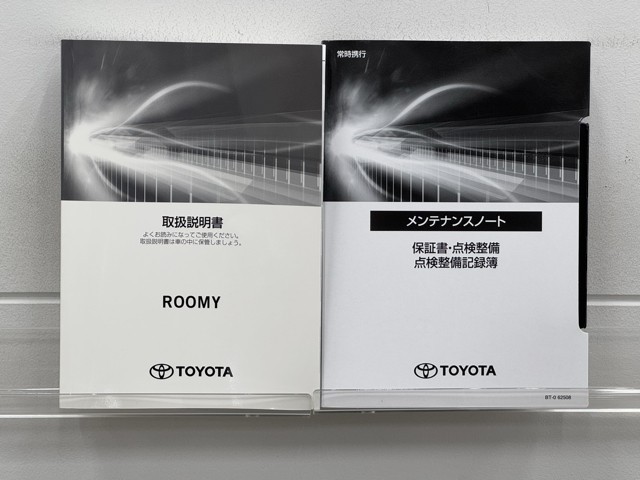 取扱説明書
よくお読みになってご使用ください。
取扱説明書は車の中に保管しましょう。
ROOMY
TOYOTA
常時携行
メンテナンスノート
保証書・点検整備
点検整備記録簿
TOYOTA
BT-0 62508